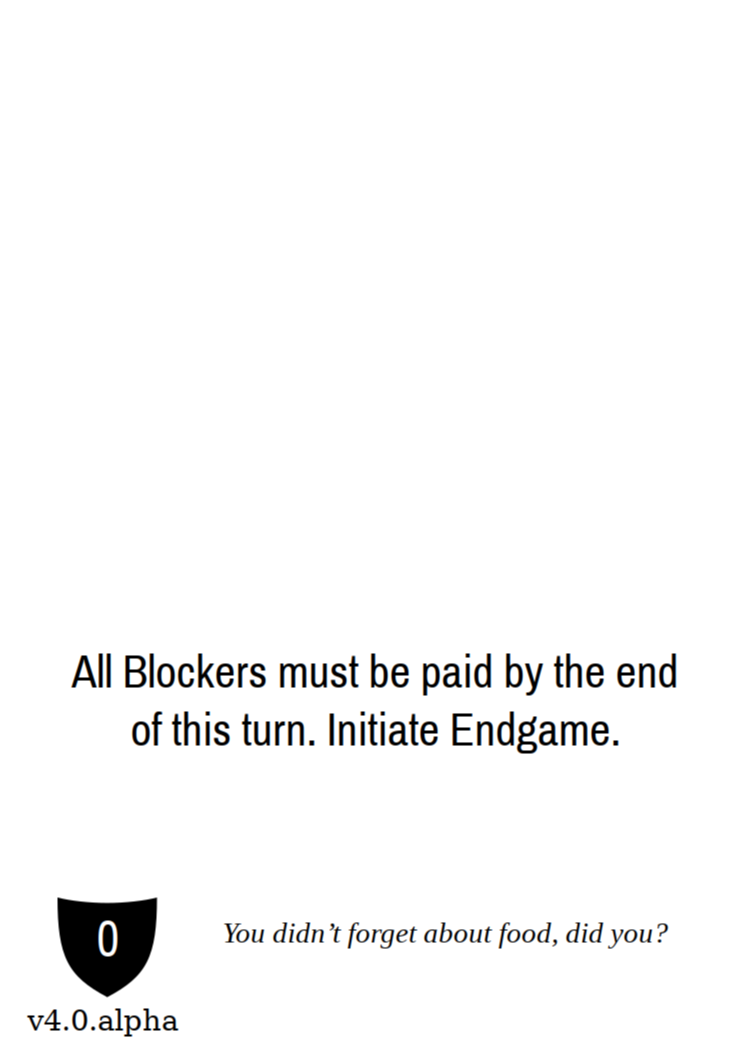 All Blockers must be paid by the end
of this turn. Initiate Endgame.
0
You didn’t forget about food, did you?
v4.0.alpha